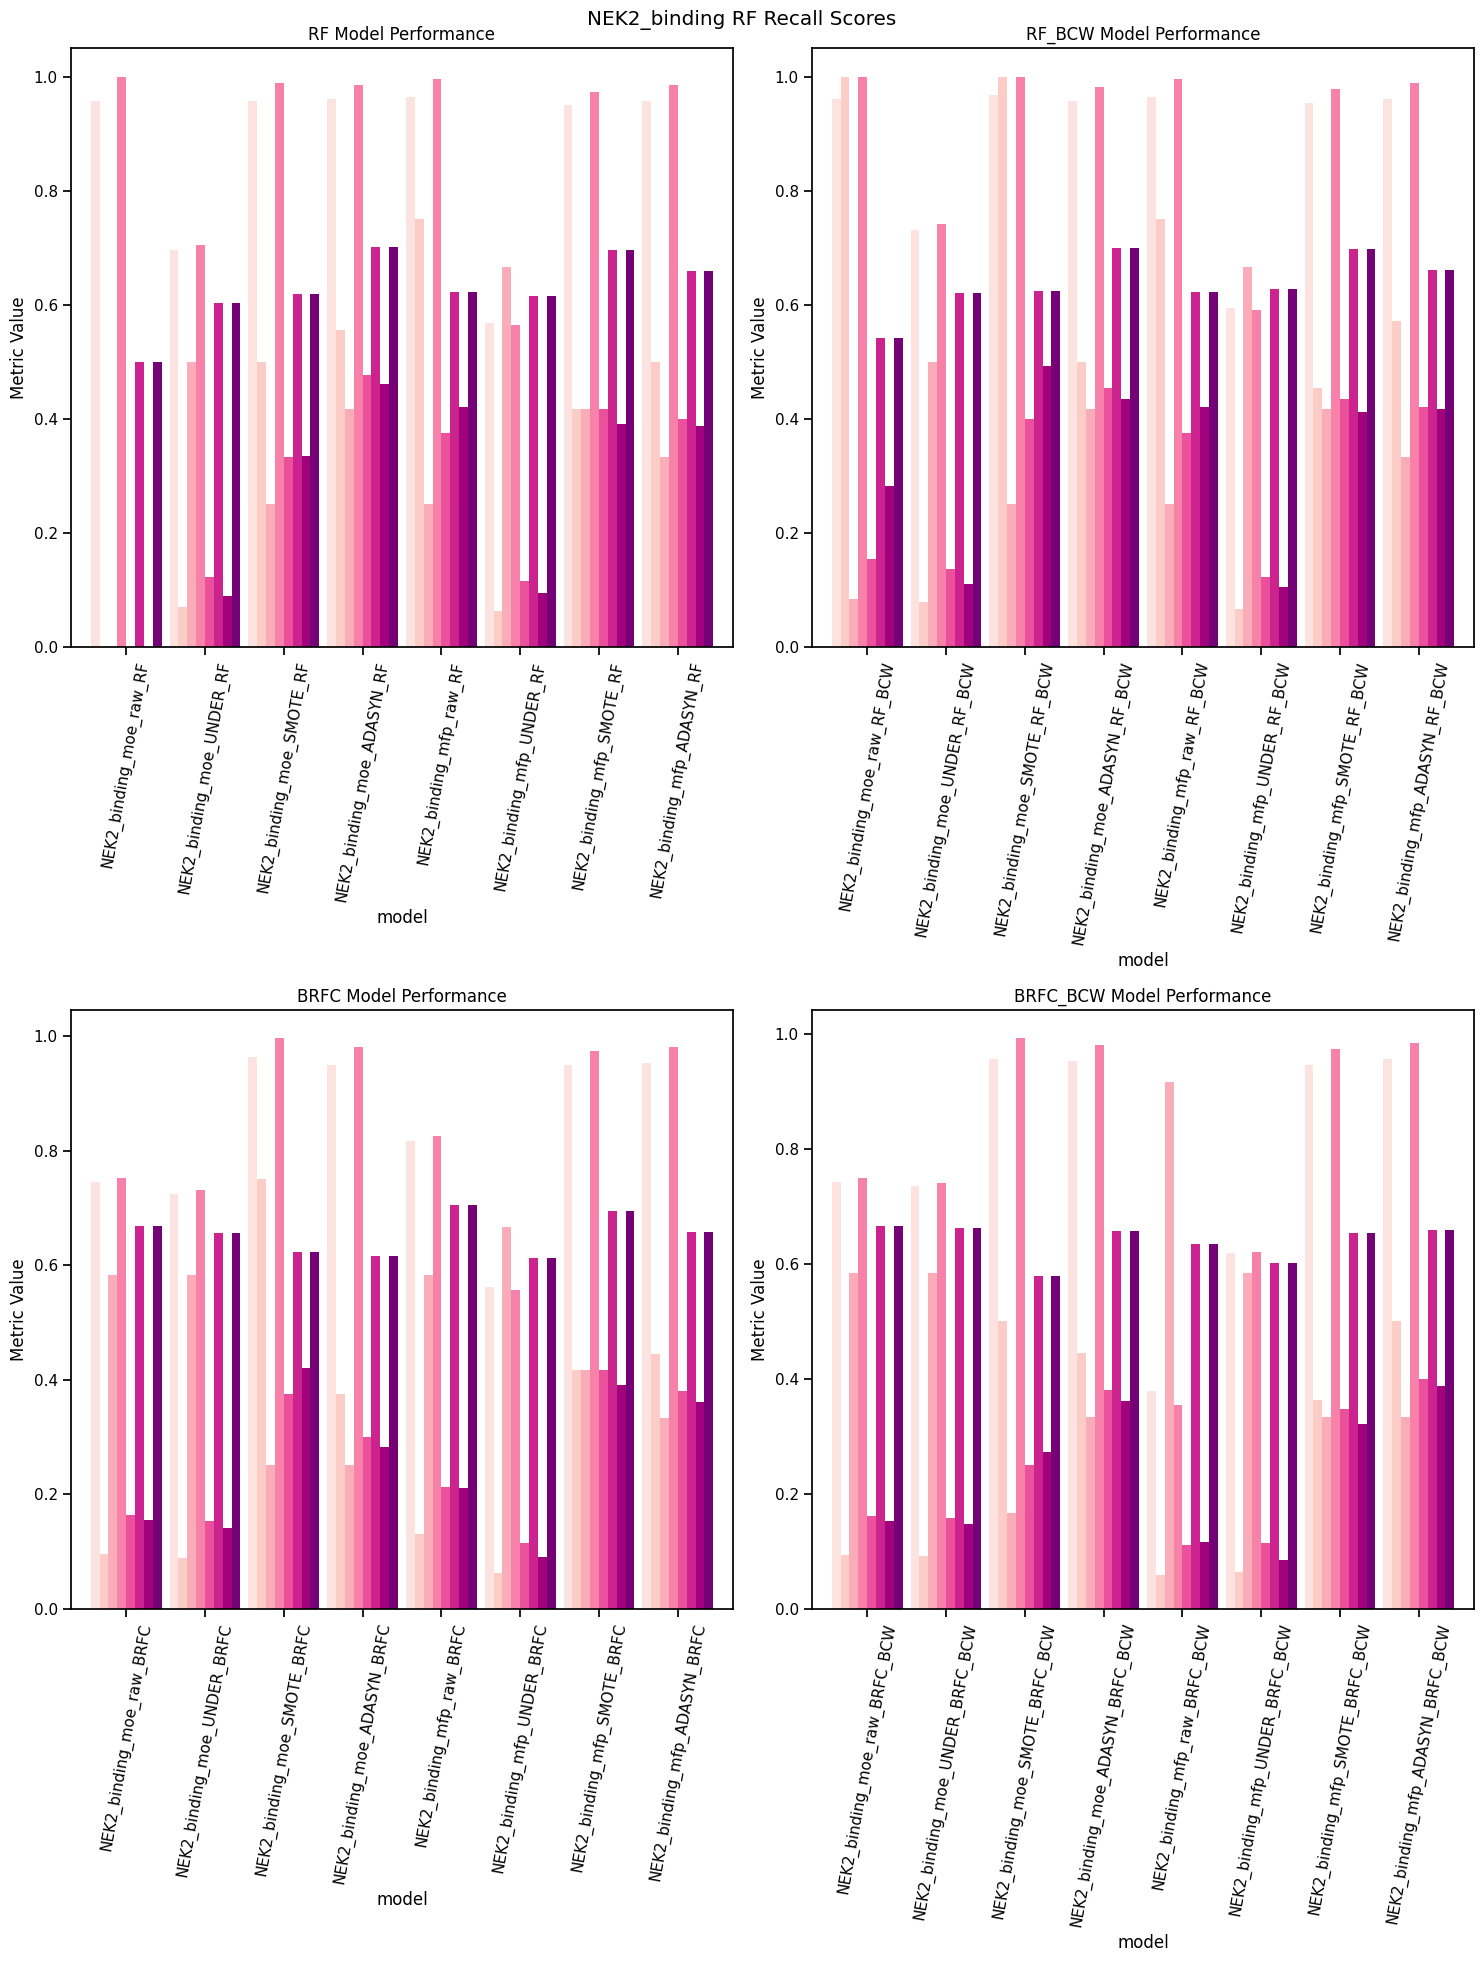 NEK2_binding RF Recall Scores
RF Model Performance
Metric Value
1.0
0.8
0.6
0.4
0.2
0.0
NEK2_binding_moe_raw_RF
NEK2_binding_moe_UNDER_RF
NEK2_binding_moe_SMOTE_RF
NEK2_binding_moe_ADASYN_RF
NEK2_binding_mfp_raw_RF
NEK2_binding_mfp_UNDER_RF
NEK2_binding_mfp_SMOTE_RF
NEK2_binding_mfp_ADASYN_RF
model
RF_BCW Model Performance
Metric Value
1.0
0.8
0.6
0.4
0.2
0.0
NEK2_binding_moe_raw_RF_BCW
NEK2_binding_moe_UNDER_RF_BCW
NEK2_binding_moe_SMOTE_RF_BCW
NEK2_binding_moe_ADASYN_RF_BCW
NEK2_binding_mfp_raw_RF_BCW
NEK2_binding_mfp_UNDER_RF_BCW
NEK2_binding_mfp_SMOTE_RF_BCW
NEK2_binding_mfp_ADASYN_RF_BCW
model
BRFC Model Performance
Metric Value
1.0
0.8
0.6
0.4
0.2
0.0
NEK2_binding_moe_raw_BRFC
NEK2_binding_moe_UNDER_BRFC
NEK2_binding_moe_SMOTE_BRFC
NEK2_binding_moe_ADASYN_BRFC
NEK2_binding_mfp_raw_BRFC
NEK2_binding_mfp_UNDER_BRFC
NEK2_binding_mfp_SMOTE_BRFC
NEK2_binding_mfp_ADASYN_BRFC
model
BRFC_BCW Model Performance
Metric Value
1.0
0.8
0.6
0.4
0.2
0.0
NEK2_binding_moe_raw_BRFC_BCW
NEK2_binding_moe_UNDER_BRFC_BCW
NEK2_binding_moe_SMOTE_BRFC_BCW
NEK2_binding_moe_ADASYN_BRFC_BCW
NEK2_binding_mfp_raw_BRFC_BCW
NEK2_binding_mfp_UNDER_BRFC_BCW
NEK2_binding_mfp_SMOTE_BRFC_BCW
NEK2_binding_mfp_ADASYN_BRFC_BCW
model